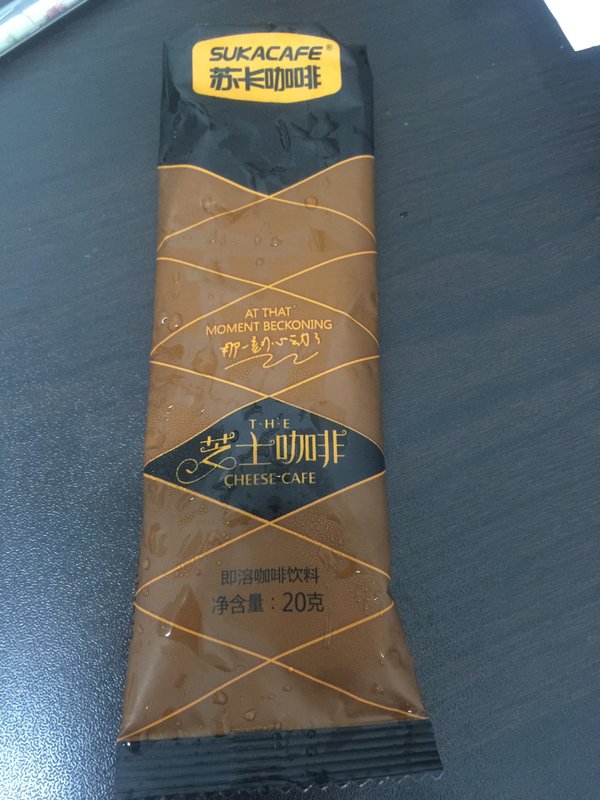 SUKACAFE®
苏卡咖啡
AT THAT
MOMENT BECKONING
那一刻心动了
T·H·E
芝士咖啡
CHEESE-CAFE
即溶咖啡饮料
净含量：20克